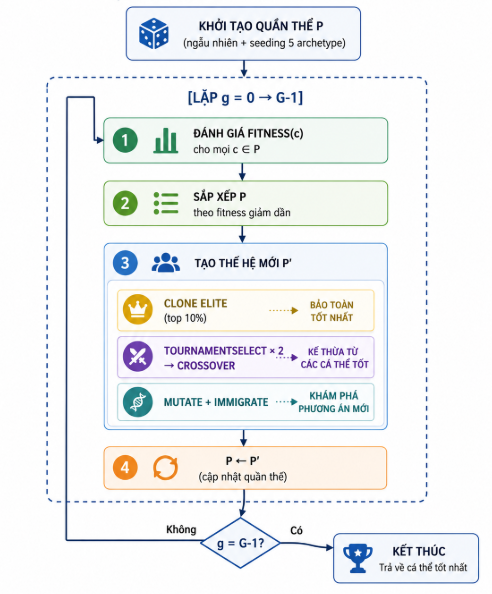 KHỞI TẠO QUẦN THỂ P
(ngẫu nhiên + seeding 5 archetype)
[LẶP g = 0 → G-1]
1
ĐÁNH GIÁ FITNESS(c)
cho mọi c ∈ P
2
SẮP XẾP P
theo fitness giảm dần
3
TẠO THẾ HỆ MỚI P'
CLONE ELITE
(top 10%)
BẢO TOÀN
TỐT NHẤT
TOURNAMENTSELECT × 2
→ CROSSOVER
KẾ THỪA TỪ
CÁC CÁ THỂ TỐT
MUTATE + IMMIGRATE
KHÁM PHÁ
PHƯƠNG ÁN MỚI
4
P ← P'
(cập nhật quần thể)
Không
g = G-1?
Có
KẾT THÚC
Trả về cá thể tốt nhất